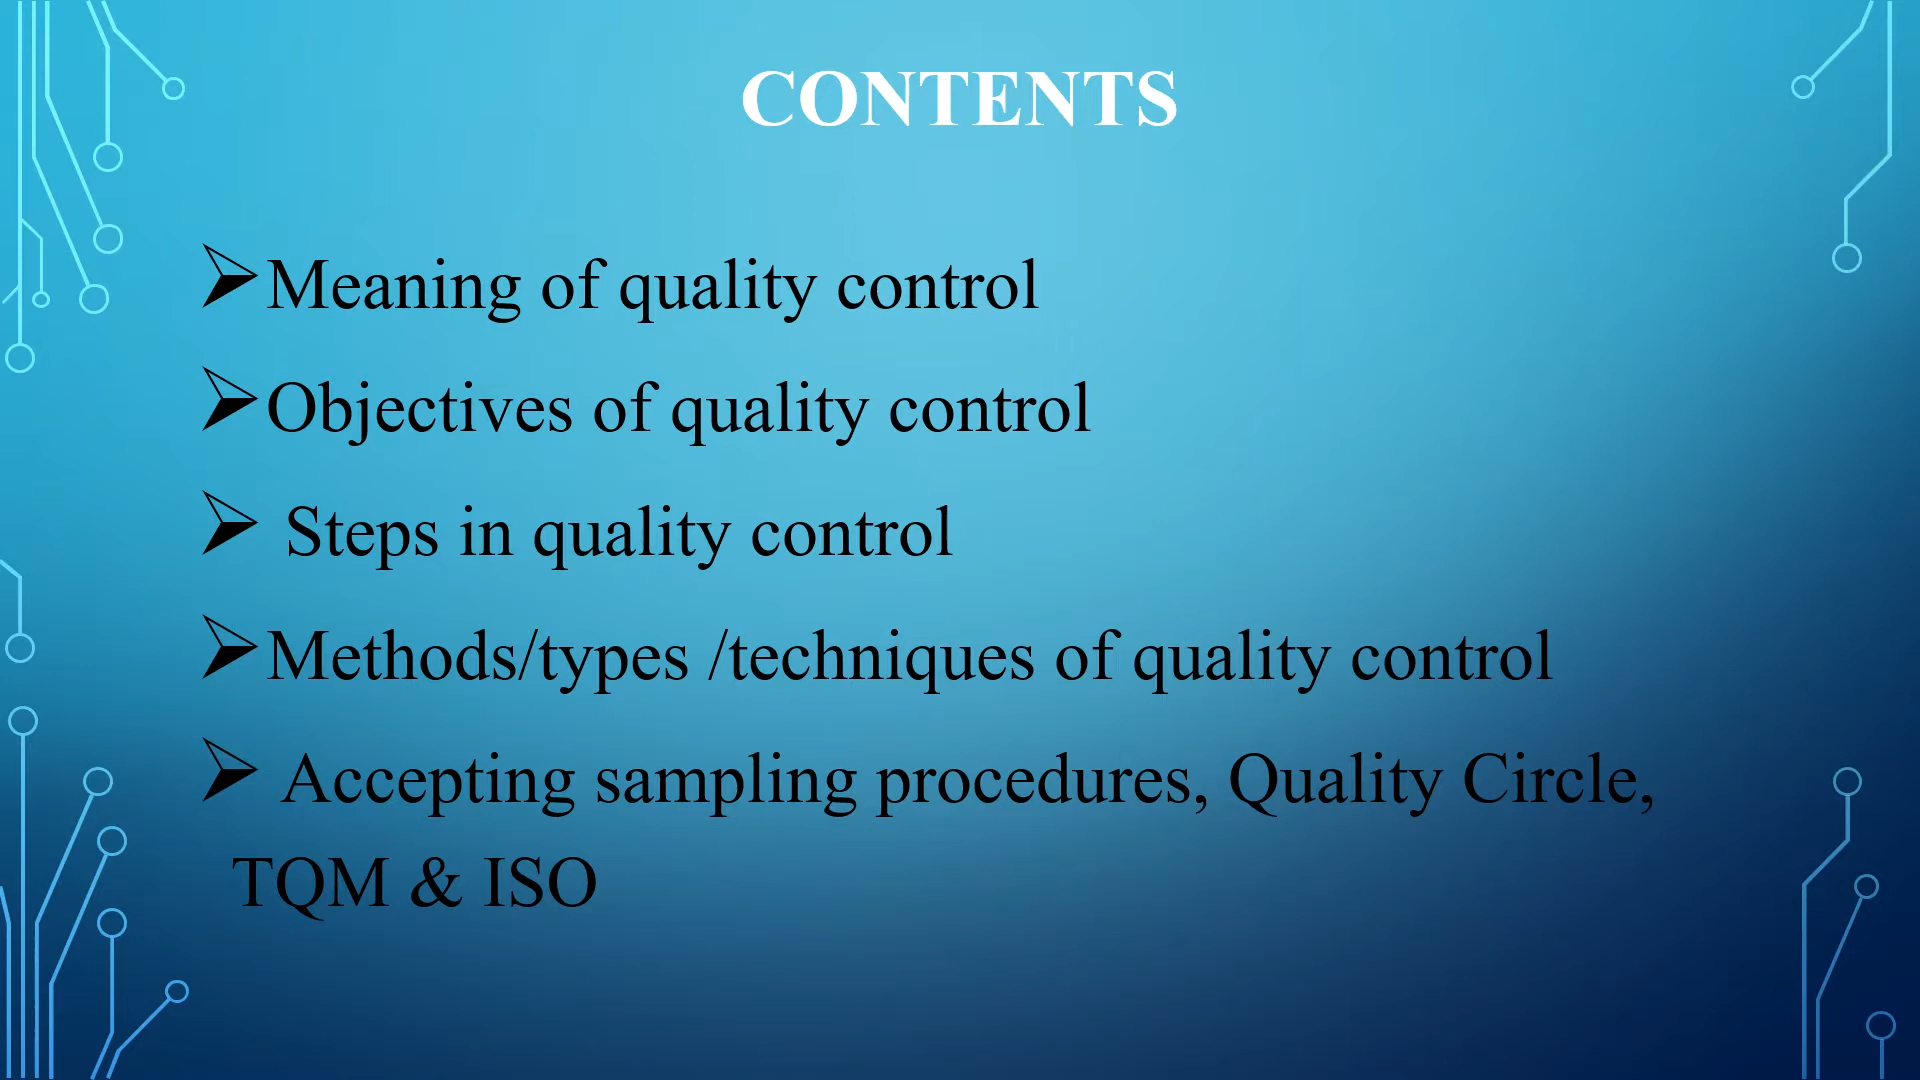 CONTENTS
➢Meaning of quality control
➢Objectives of quality control
➢ Steps in quality control
➢Methods/types /techniques of quality control
➢ Accepting sampling procedures, Quality Circle,
TQM & ISO